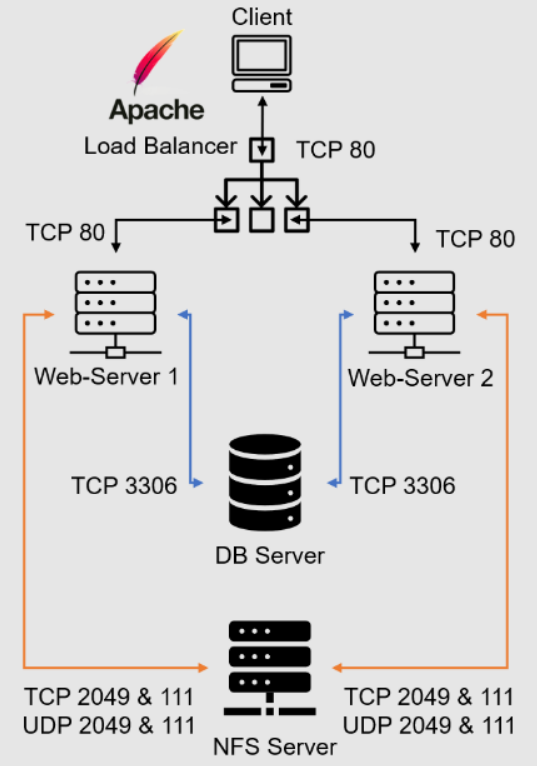 Client
Apache
Load Balancer
TCP 80
TCP 80
TCP 80
Web-Server 1
Web-Server 2
TCP 3306
TCP 3306
DB Server
TCP 2049 & 111
UDP 2049 & 111
TCP 2049 & 111
UDP 2049 & 111
NFS Server